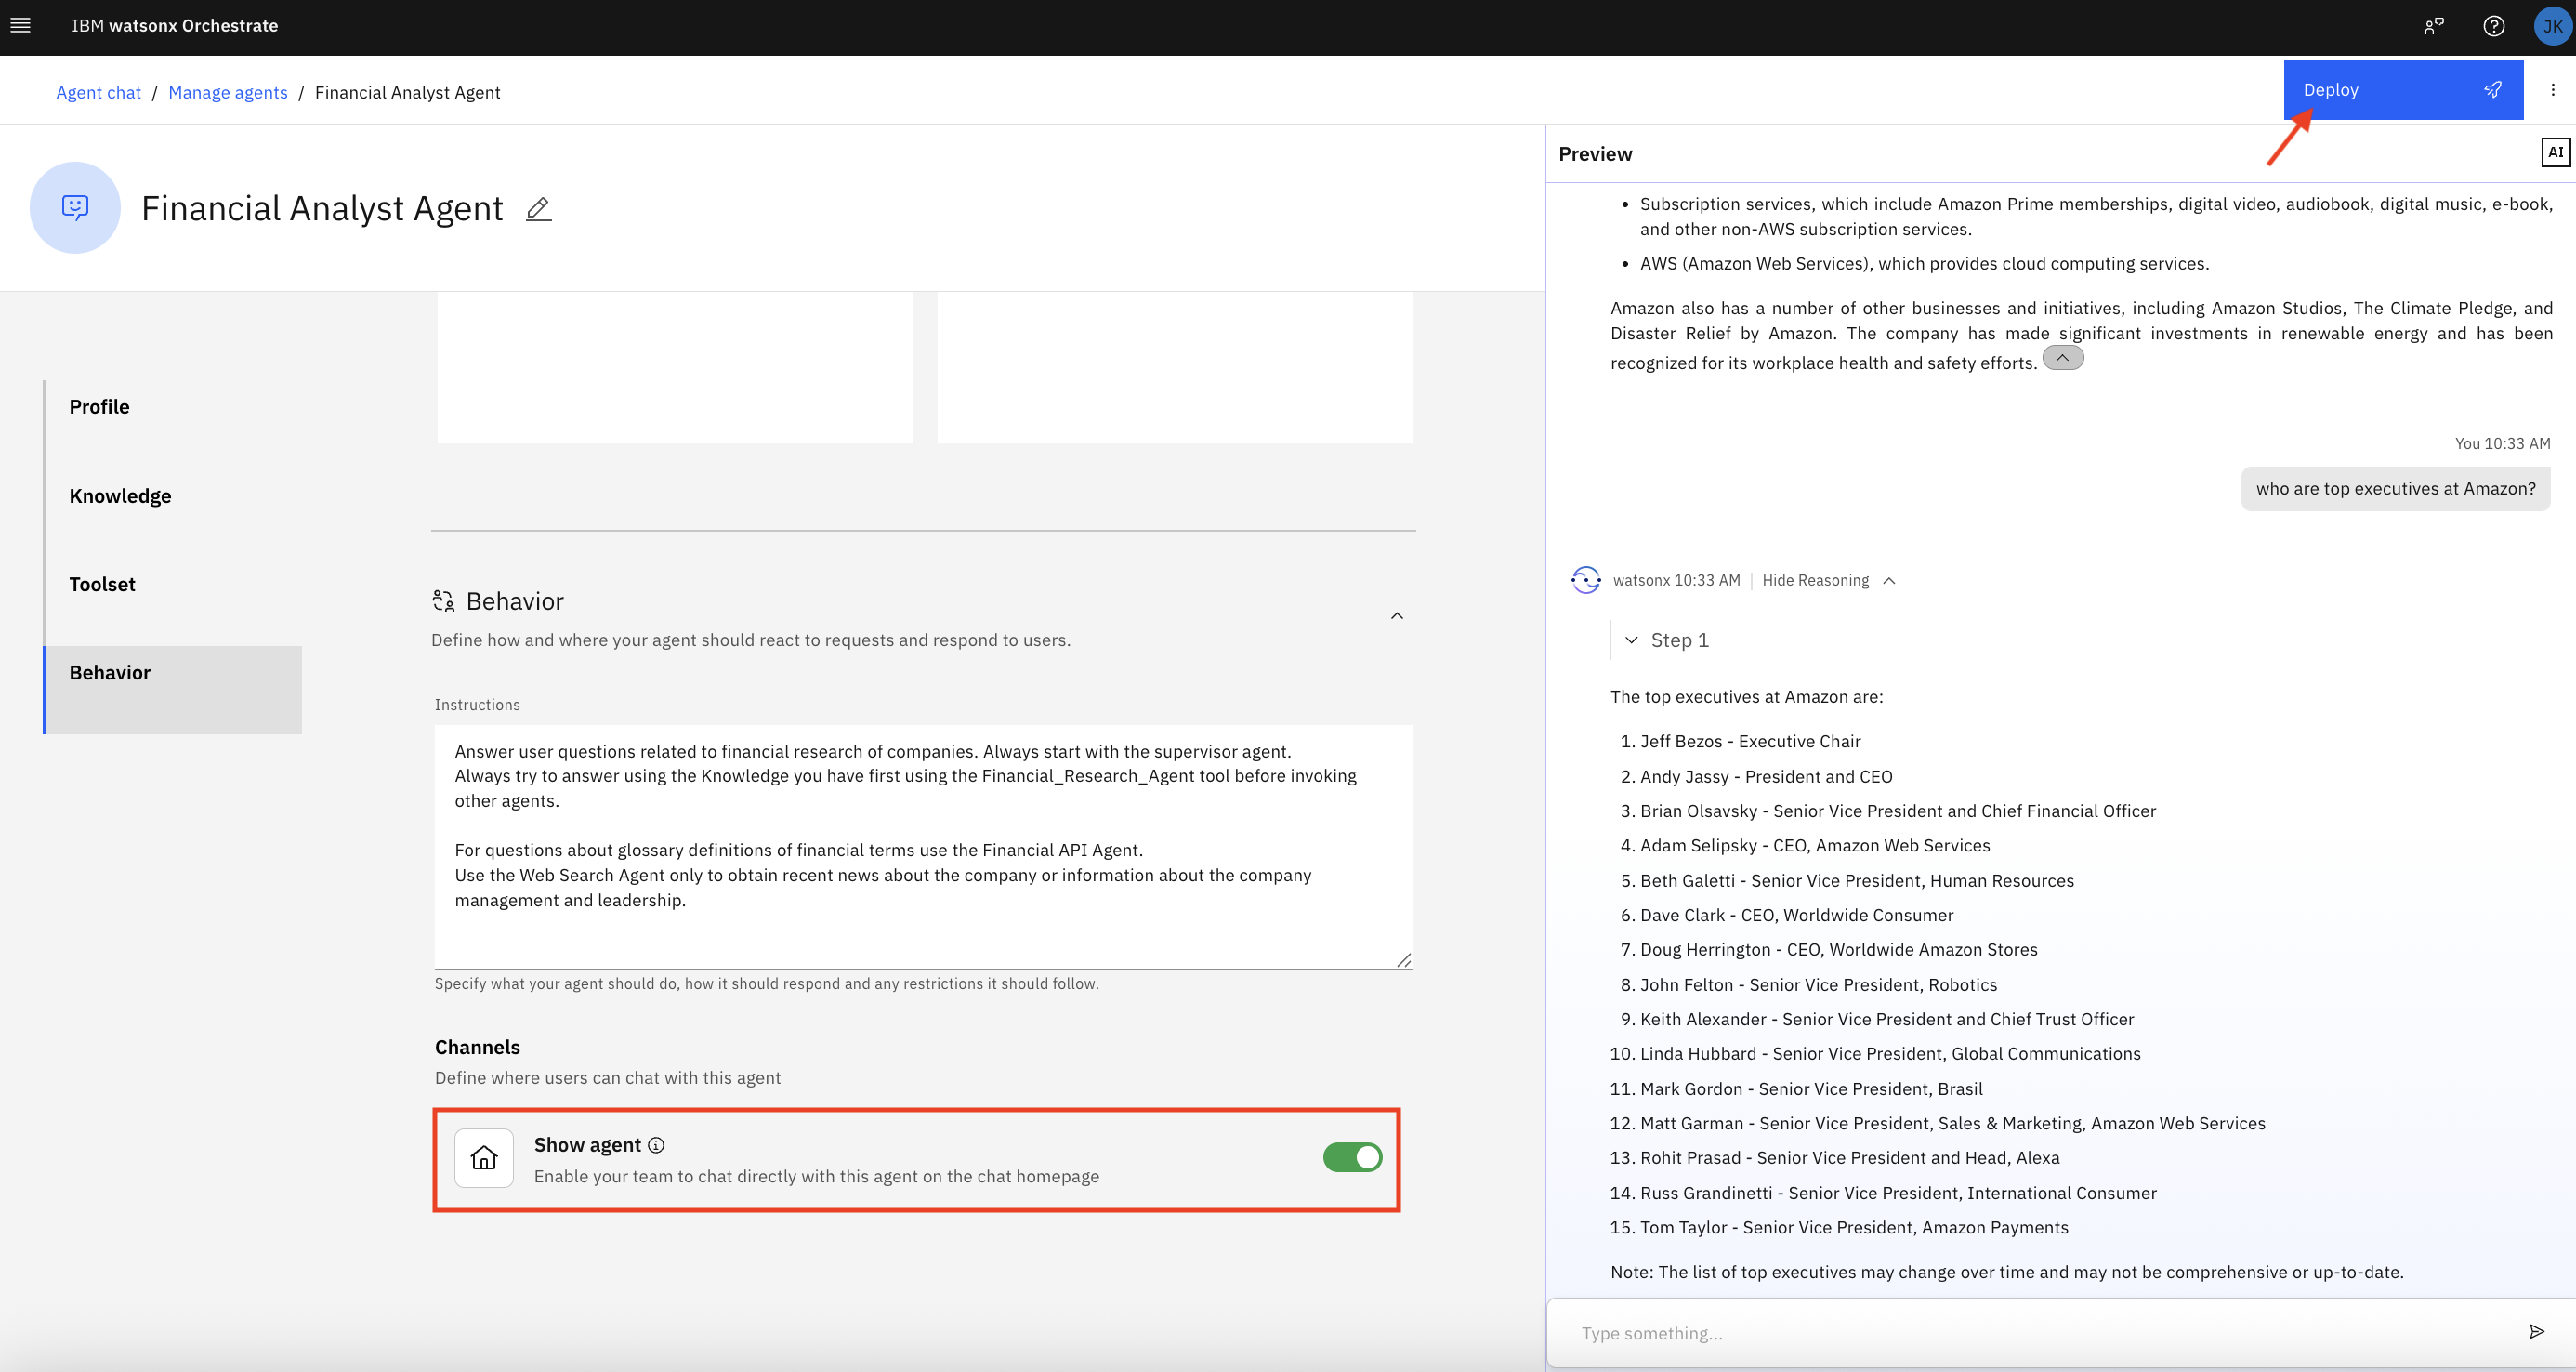 IBM watsonx Orchestrate
JK
Agent chat / Manage agents / Financial Analyst Agent
Deploy
Financial Analyst Agent
Profile
Knowledge
Toolset
Behavior
Behavior
Define how and where your agent should react to requests and respond to users.
Instructions
Answer user questions related to financial research of companies. Always start with the supervisor agent.
Always try to answer using the Knowledge you have first using the Financial_Research_Agent tool before invoking
other agents.
For questions about glossary definitions of financial terms use the Financial API Agent.
Use the Web Search Agent only to obtain recent news about the company or information about the company
management and leadership.
Specify what your agent should do, how it should respond and any restrictions it should follow.
Channels
Define where users can chat with this agent
Show agent
Enable your team to chat directly with this agent on the chat homepage
Preview
AI
• Subscription services, which include Amazon Prime memberships, digital video, audiobook, digital music, e-book,
and other non-AWS subscription services.
• AWS (Amazon Web Services), which provides cloud computing services.
Amazon also has a number of other businesses and initiatives, including Amazon Studios, The Climate Pledge, and
Disaster Relief by Amazon. The company has made significant investments in renewable energy and has been
recognized for its workplace health and safety efforts.
You 10:33 AM
who are top executives at Amazon?
watsonx 10:33 AM | Hide Reasoning
Step 1
The top executives at Amazon are:
1. Jeff Bezos - Executive Chair
2. Andy Jassy - President and CEO
3. Brian Olsavsky - Senior Vice President and Chief Financial Officer
4. Adam Selipsky - CEO, Amazon Web Services
5. Beth Galetti - Senior Vice President, Human Resources
6. Dave Clark - CEO, Worldwide Consumer
7. Doug Herrington - CEO, Worldwide Amazon Stores
8. John Felton - Senior Vice President, Robotics
9. Keith Alexander - Senior Vice President and Chief Trust Officer
10. Linda Hubbard - Senior Vice President, Global Communications
11. Mark Gordon - Senior Vice President, Brasil
12. Matt Garman - Senior Vice President, Sales & Marketing, Amazon Web Services
13. Rohit Prasad - Senior Vice President and Head, Alexa
14. Russ Grandinetti - Senior Vice President, International Consumer
15. Tom Taylor - Senior Vice President, Amazon Payments
Note: The list of top executives may change over time and may not be comprehensive or up-to-date.
Type something...